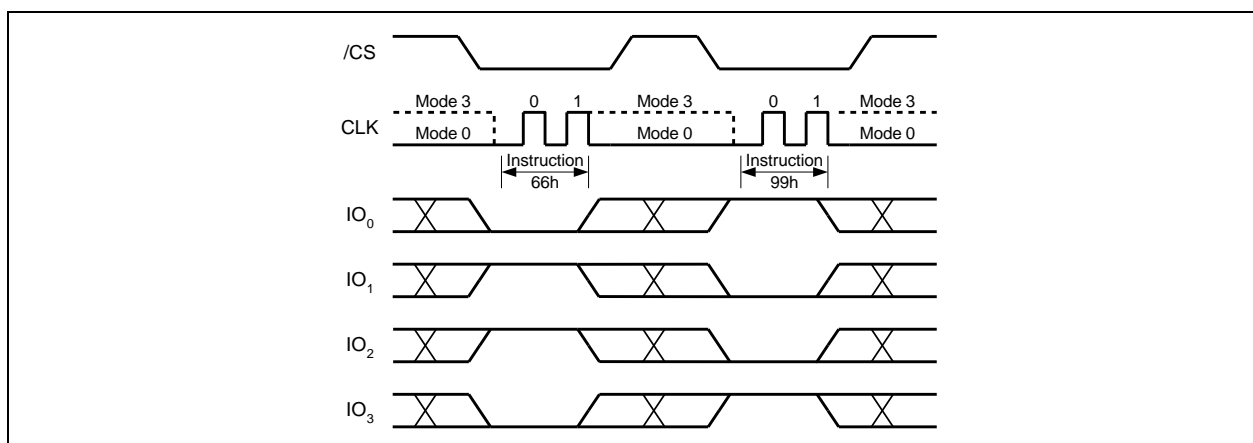 /CS
Mode 3 0 1 Mode 3 0 1 Mode 3
CLK Mode 0 Mode 0 Mode 0
Instruction Instruction
66h 99h
IO0
IO1
IO2
IO3